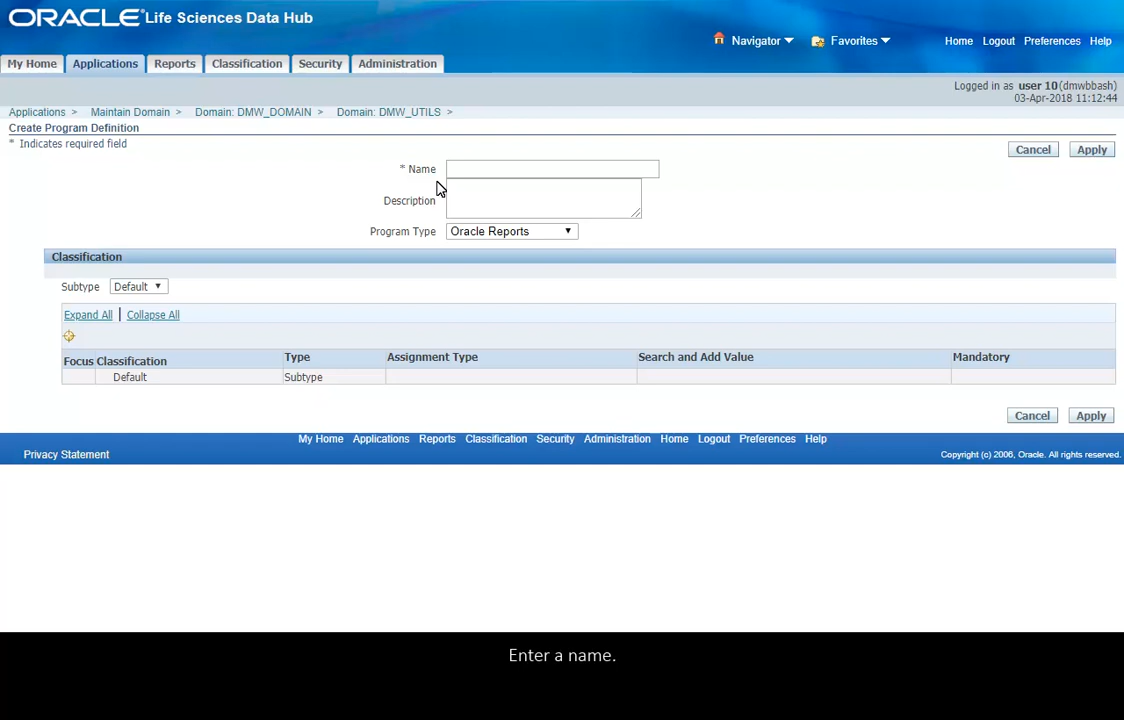 ORACLE® Life Sciences Data Hub
Navigator Favorites Home Logout Preferences Help
My Home Applications Reports Classification Security Administration
Logged in as user 10 (dmwbbash)
03-Apr-2018 11:12:44
Applications > Maintain Domain > Domain: DMW_DOMAIN > Domain: DMW_UTILS >
Create Program Definition
* Indicates required field
Cancel Apply
* Name
Description
Program Type Oracle Reports
Classification
Subtype Default
Expand All | Collapse All
Focus Classification Type Assignment Type Search and Add Value Mandatory
Default Subtype
Cancel Apply
My Home Applications Reports Classification Security Administration Home Logout Preferences Help
Privacy Statement Copyright (c) 2006, Oracle. All rights reserved.
Enter a name.